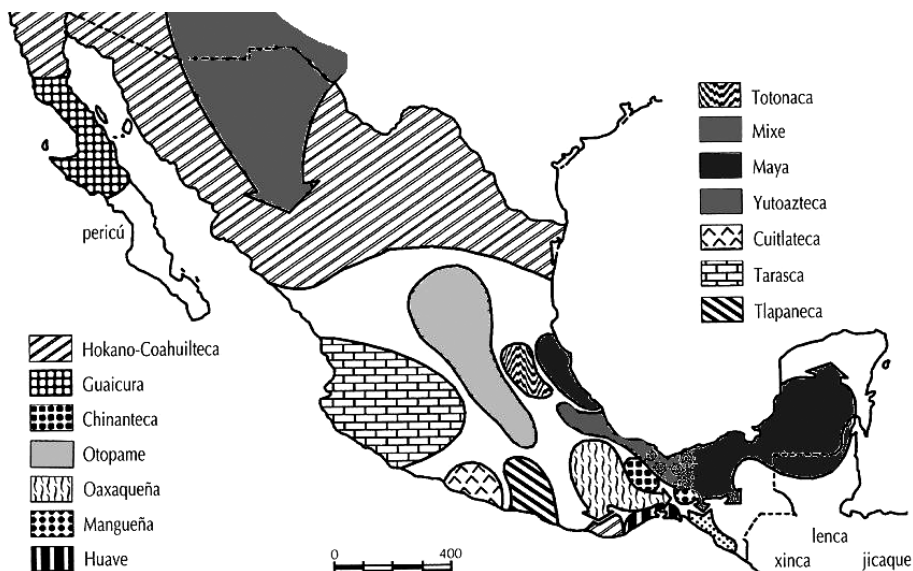 Totonaca
Mixe
Maya
Yutoazteca
Cuitlateca
Tarasca
Tlapaneca
pericú
Hokano-Coahuilteca
Guaicura
Chinanteca
Otopame
Oaxaqueña
Mangueña
Huave
0 400
lenca
xinca jicaque